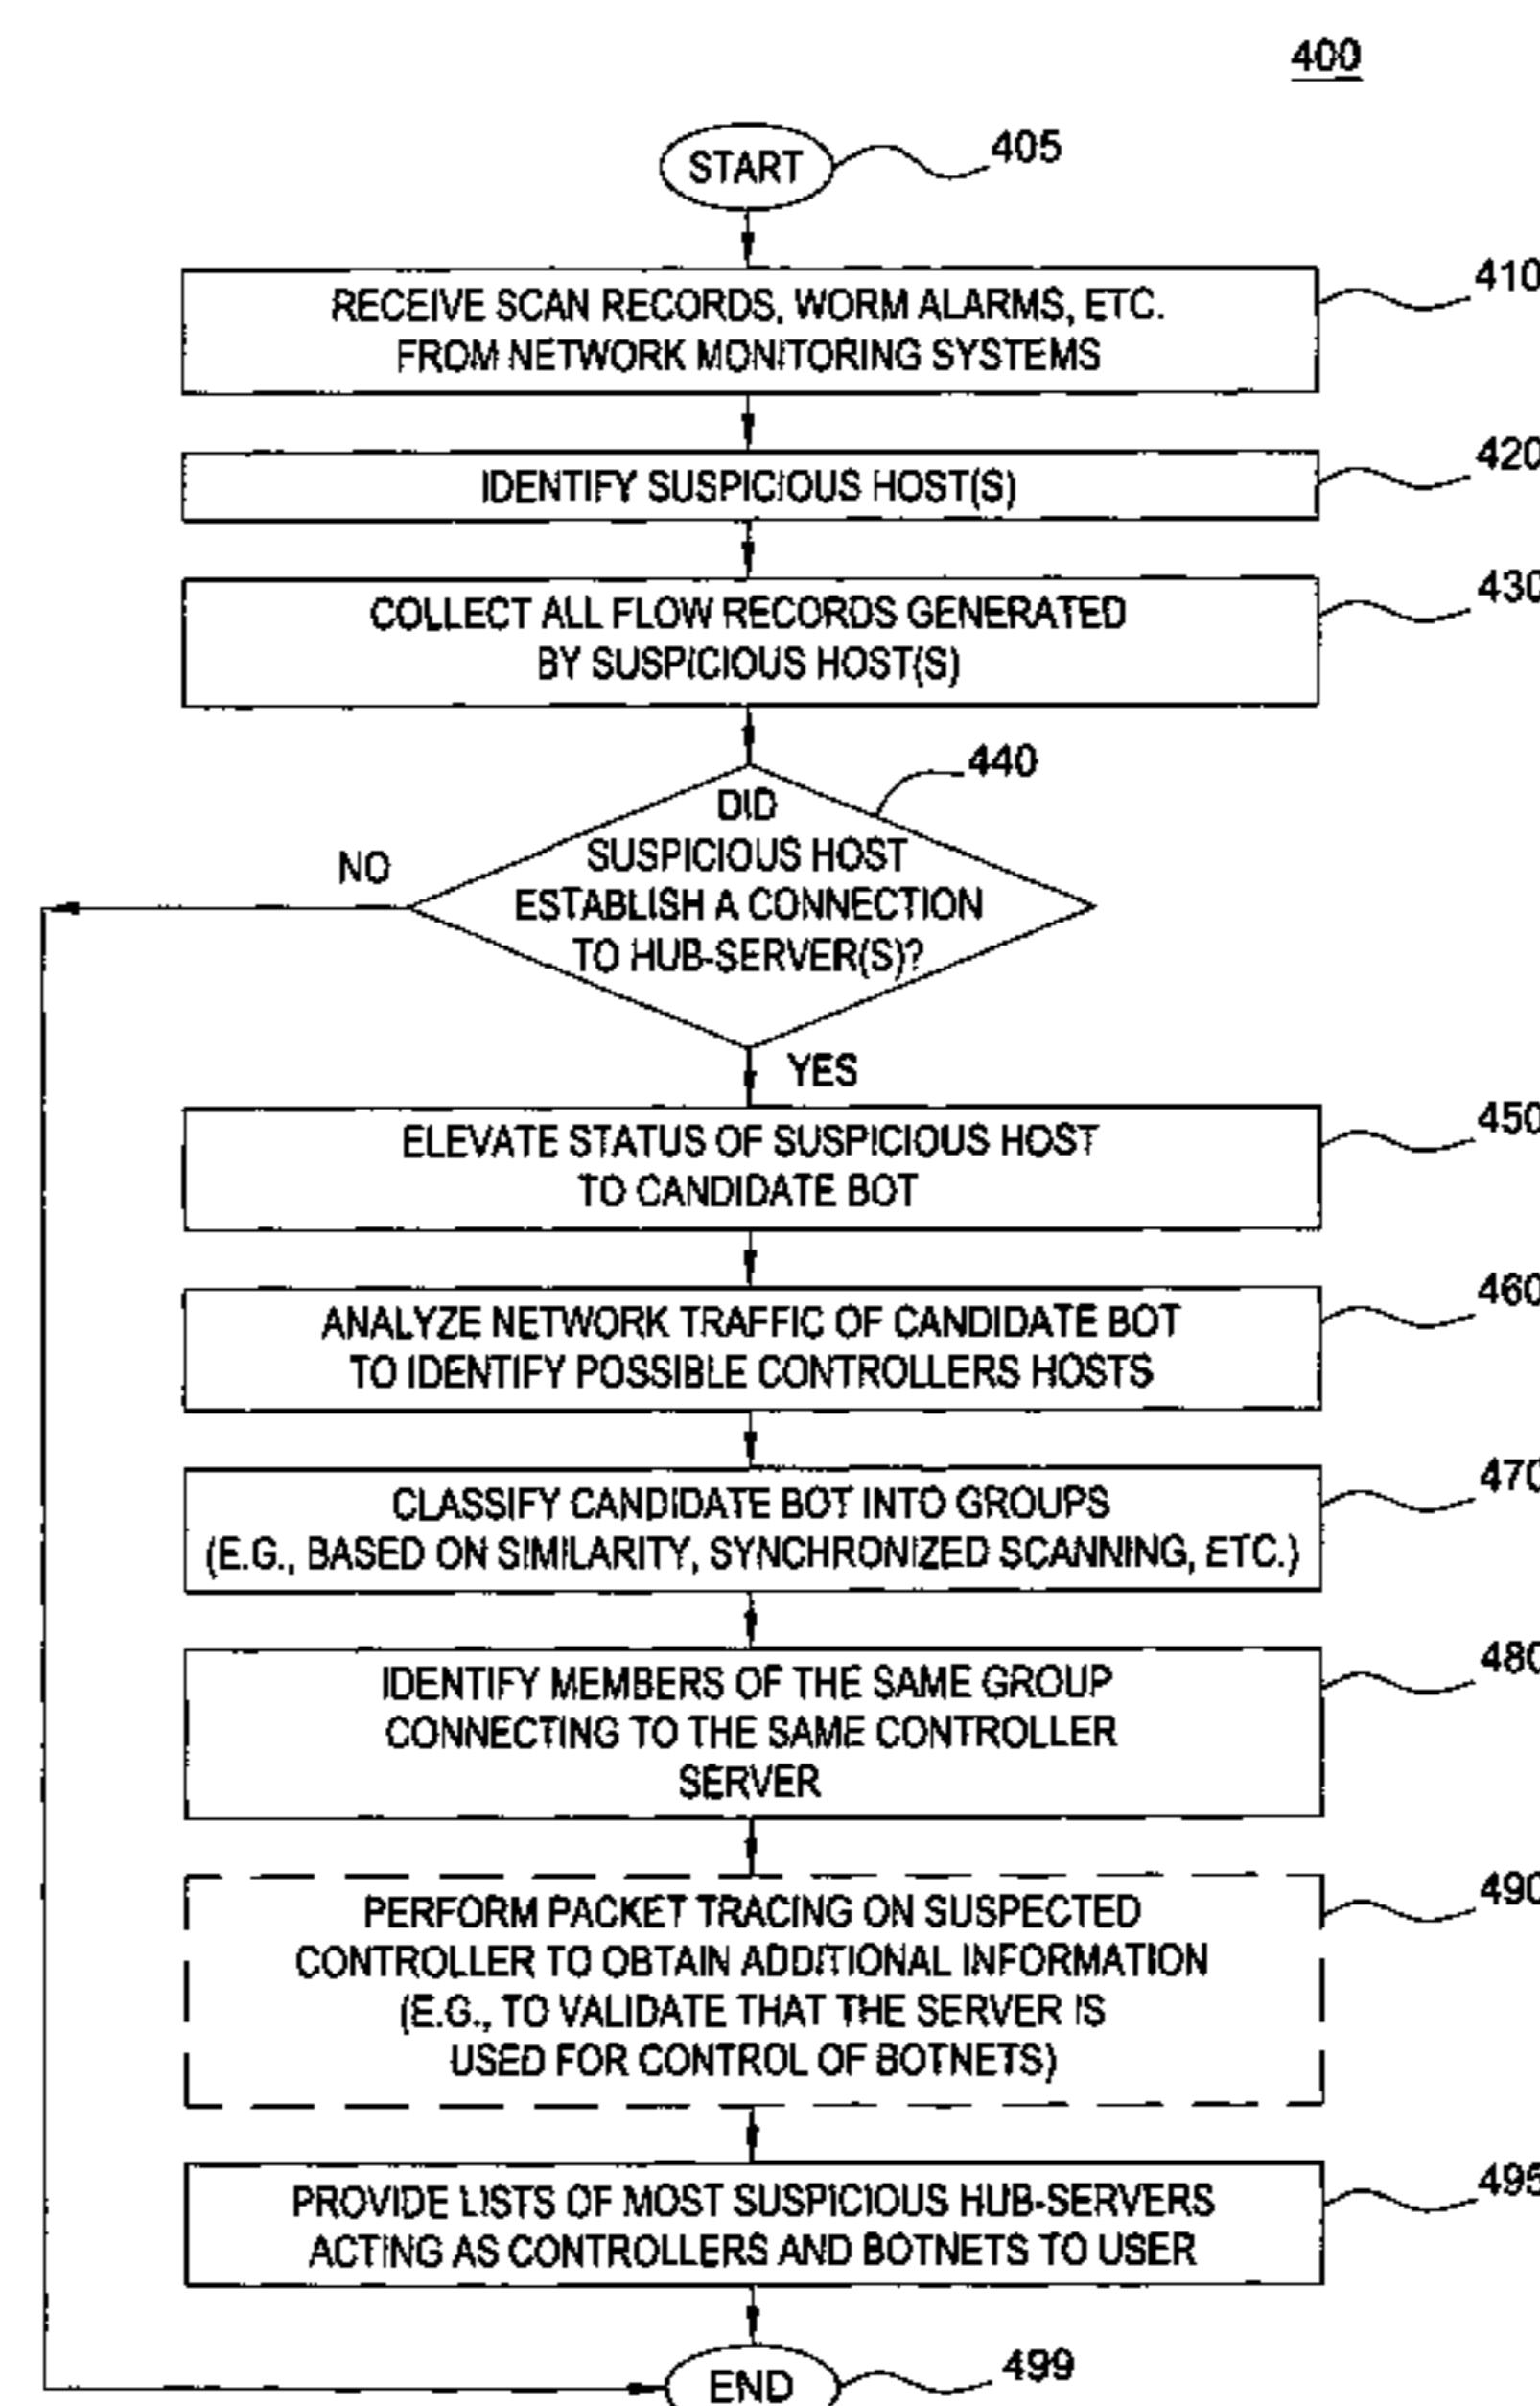 400
START
405
RECEIVE SCAN RECORDS, WORM ALARMS, ETC.
FROM NETWORK MONITORING SYSTEMS
410
IDENTIFY SUSPICIOUS HOST(S)
420
COLLECT ALL FLOW RECORDS GENERATED
BY SUSPICIOUS HOST(S)
430
DID
SUSPICIOUS HOST
ESTABLISH A CONNECTION
TO HUB-SERVER(S)?
440
NO
YES
ELEVATE STATUS OF SUSPICIOUS HOST
TO CANDIDATE BOT
450
ANALYZE NETWORK TRAFFIC OF CANDIDATE BOT
TO IDENTIFY POSSIBLE CONTROLLERS HOSTS
460
CLASSIFY CANDIDATE BOT INTO GROUPS
(E.G., BASED ON SIMILARITY, SYNCHRONIZED SCANNING, ETC.)
470
IDENTIFY MEMBERS OF THE SAME GROUP
CONNECTING TO THE SAME CONTROLLER
SERVER
480
PERFORM PACKET TRACING ON SUSPECTED
CONTROLLER TO OBTAIN ADDITIONAL INFORMATION
(E.G., TO VALIDATE THAT THE SERVER IS
USED FOR CONTROL OF BOTNETS)
490
PROVIDE LISTS OF MOST SUSPICIOUS HUB-SERVERS
ACTING AS CONTROLLERS AND BOTNETS TO USER
495
END
499